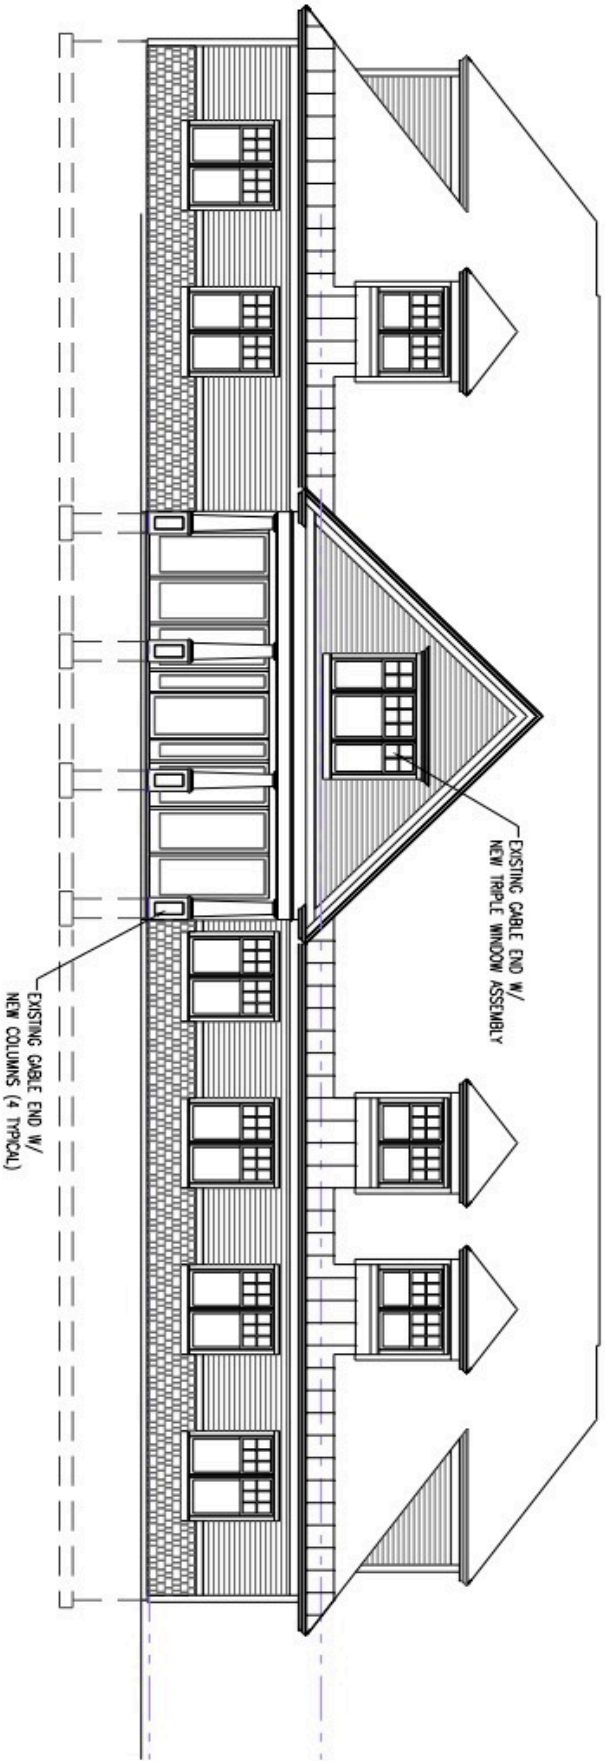 EXISTING GABLE END W/
NEW TRIPLE WINDOW ASSEMBLY
EXISTING GABLE END W/
NEW COLUMNS (4 TYPICAL)